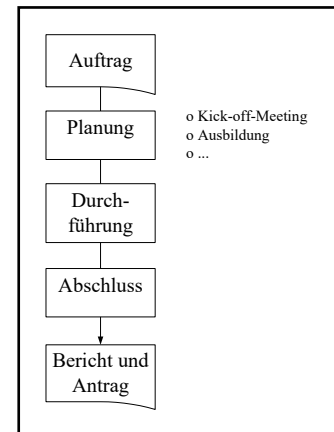 Auftrag
Planung
o Kick-off-Meeting
o Ausbildung
o ...
Durch-
führung
Abschluss
Bericht und
Antrag